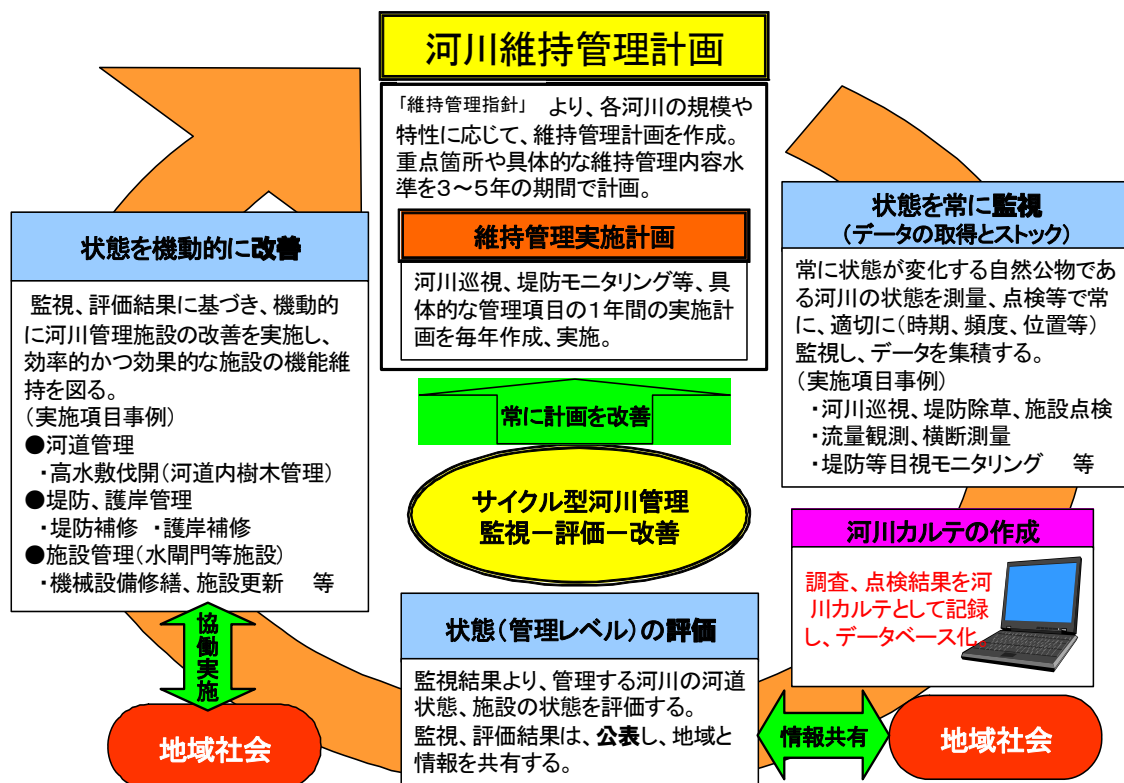 河川維持管理計画
「維持管理指針」 より、各河川の規模や
特性に応じて、維持管理計画を作成。
重点箇所や具体的な維持管理内容水
準を3～5年の期間で計画。
維持管理実施計画
河川巡視、堤防モニタリング等、具
体的な管理項目の1年間の実施計
画を毎年作成、実施。
常に計画を改善
サイクル型河川管理
監視－評価－改善
状態を常に監視
（データの取得とストック）
常に状態が変化する自然公物であ
る河川の状態を測量、点検等で常
に、適切に（時期、頻度、位置等）
監視し、データを集積する。
（実施項目事例）
・河川巡視、堤防除草、施設点検
・流量観測、横断測量
・堤防等目視モニタリング 等
河川カルテの作成
調査、点検結果を河
川カルテとして記録
し、データベース化。
状態（管理レベル）の評価
監視結果より、管理する河川の河道
状態、施設の状態を評価する。
監視、評価結果は、公表し、地域と
情報を共有する。
情報共有
地域社会
状態を機動的に改善
監視、評価結果に基づき、機動的
に河川管理施設の改善を実施し、
効率的かつ効果的な施設の機能維
持を図る。
（実施項目事例）
●河道管理
・高水敷伐開（河道内樹木管理）
●堤防、護岸管理
・堤防補修 ・護岸補修
●施設管理（水閘門等施設）
・機械設備修繕、施設更新 等
協働実施
地域社会